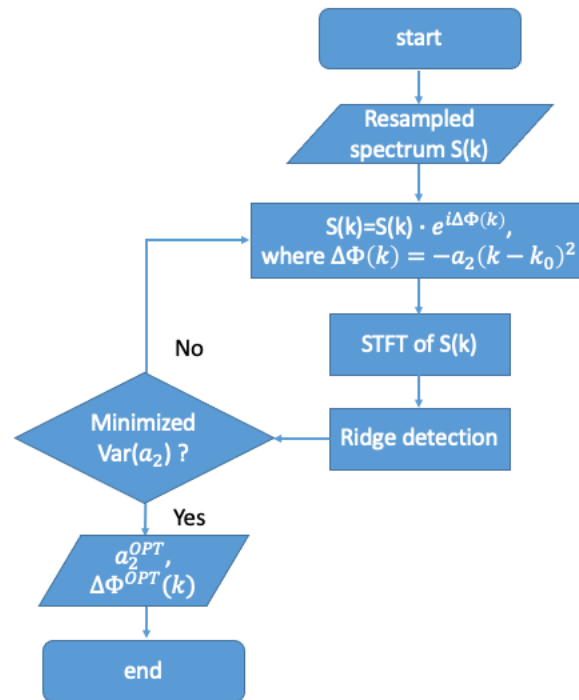 start
Resampled
spectrum S(k)
S(k)=S(k) · e^{iΔΦ(k)},
where ΔΦ(k) = −a₂(k − k₀)²
STFT of S(k)
No
Minimized
Var(a₂) ?
Ridge detection
Yes
a₂^{OPT},
ΔΦ^{OPT}(k)
end